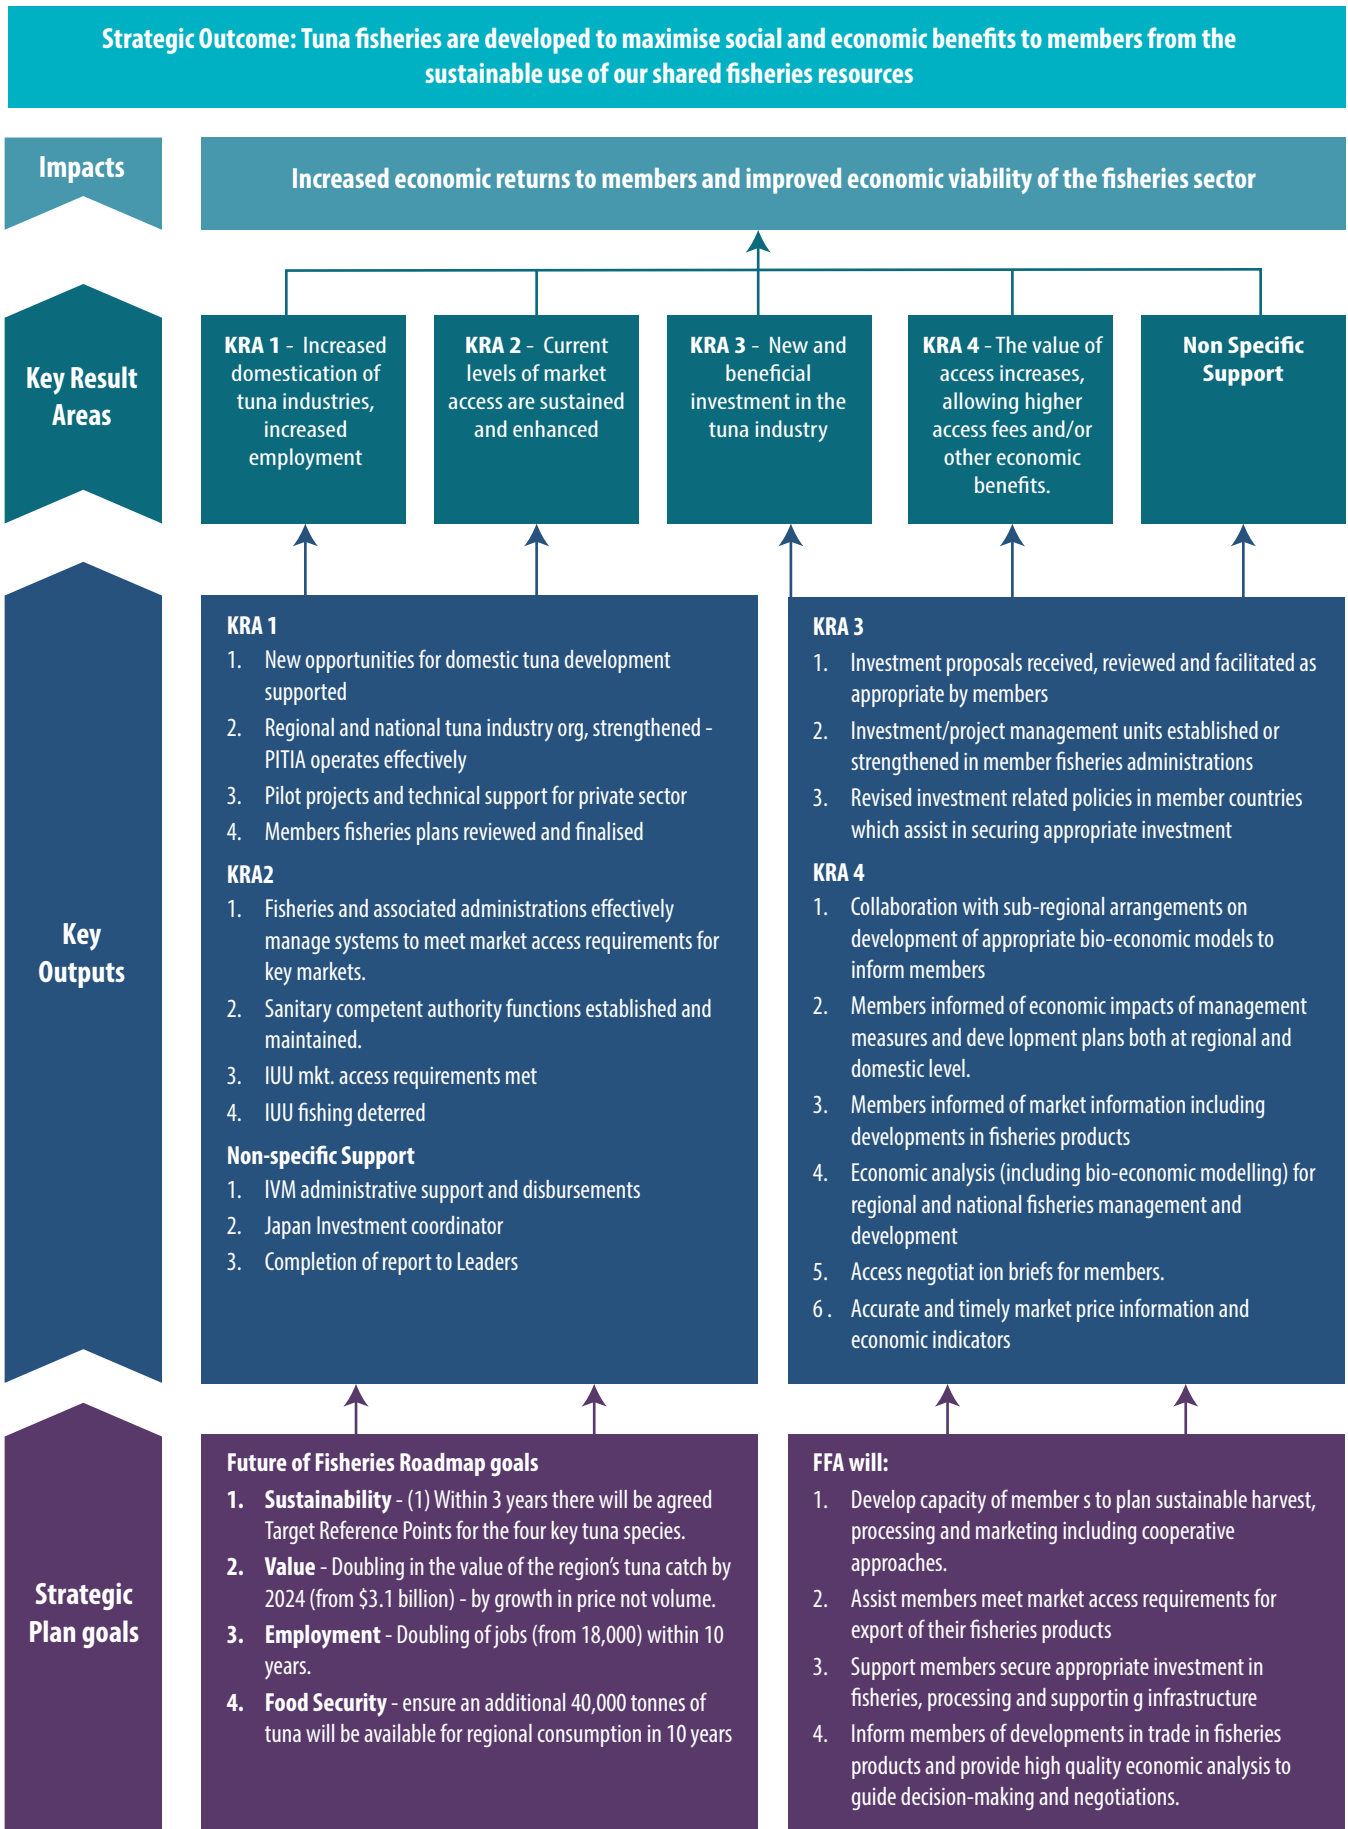 Strategic Outcome: Tuna fisheries are developed to maximise social and economic benefits to members from the
sustainable use of our shared fisheries resources
Impacts
Increased economic returns to members and improved economic viability of the fisheries sector
Key Result
Areas
KRA 1 - Increased
domestication of
tuna industries,
increased
employment
KRA 2 - Current
levels of market
access are sustained
and enhanced
KRA 3 - New and
beneficial
investment in the
tuna industry
KRA 4 - The value of
access increases,
allowing higher
access fees and/or
other economic
benefits.
Non Specific
Support
Key
Outputs
KRA 1
1. New opportunities for domestic tuna development
supported
2. Regional and national tuna industry org, strengthened -
PITIA operates effectively
3. Pilot projects and technical support for private sector
4. Members fisheries plans reviewed and finalised
KRA2
1. Fisheries and associated administrations effectively
manage systems to meet market access requirements for
key markets.
2. Sanitary competent authority functions established and
maintained.
3. IUU mkt. access requirements met
4. IUU fishing deterred
Non-specific Support
1. IVM administrative support and disbursements
2. Japan Investment coordinator
3. Completion of report to Leaders
KRA 3
1. Investment proposals received, reviewed and facilitated as
appropriate by members
2. Investment/project management units established or
strengthened in member fisheries administrations
3. Revised investment related policies in member countries
which assist in securing appropriate investment
KRA 4
1. Collaboration with sub-regional arrangements on
development of appropriate bio-economic models to
inform members
2. Members informed of economic impacts of management
measures and deve lopment plans both at regional and
domestic level.
3. Members informed of market information including
developments in fisheries products
4. Economic analysis (including bio-economic modelling) for
regional and national fisheries management and
development
5. Access negotiat ion briefs for members.
6 . Accurate and timely market price information and
economic indicators
Strategic
Plan goals
Future of Fisheries Roadmap goals
1. Sustainability - (1) Within 3 years there will be agreed
Target Reference Points for the four key tuna species.
2. Value - Doubling in the value of the region's tuna catch by
2024 (from $3.1 billion) - by growth in price not volume.
3. Employment - Doubling of jobs (from 18,000) within 10
years.
4. Food Security - ensure an additional 40,000 tonnes of
tuna will be available for regional consumption in 10 years
FFA will:
1. Develop capacity of member s to plan sustainable harvest,
processing and marketing including cooperative
approaches.
2. Assist members meet market access requirements for
export of their fisheries products
3. Support members secure appropriate investment in
fisheries, processing and supportin g infrastructure
4. Inform members of developments in trade in fisheries
products and provide high quality economic analysis to
guide decision-making and negotiations.